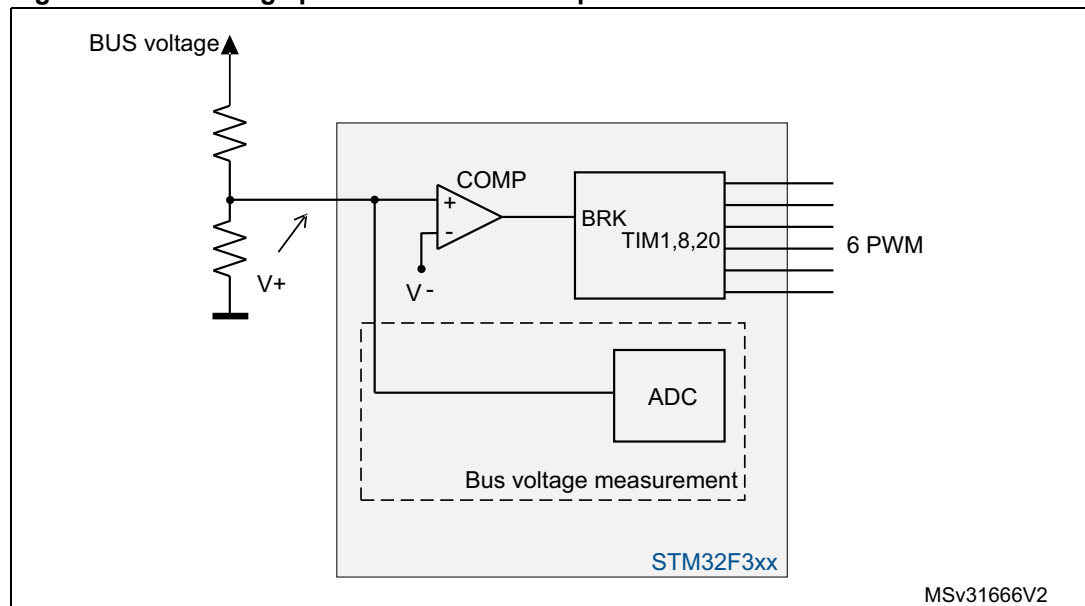 BUS voltage
COMP
+
-
BRK
TIM1,8,20
6 PWM
V+
V -
ADC
Bus voltage measurement
STM32F3xx
MSv31666V2